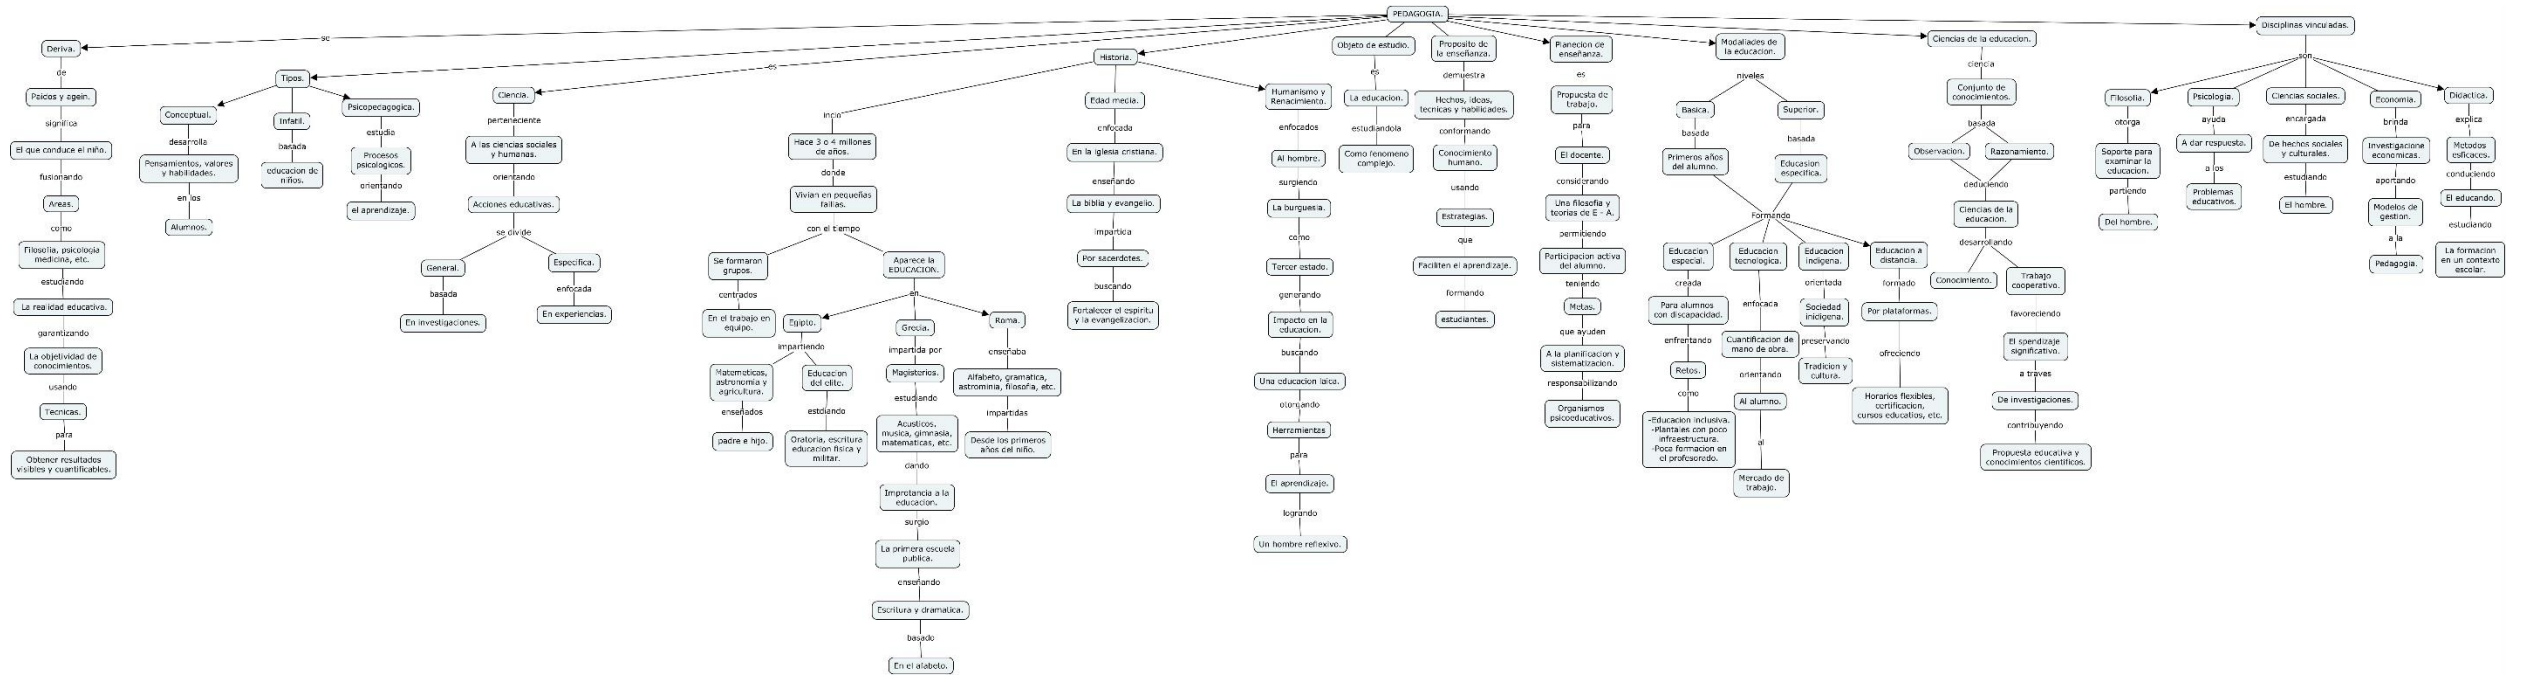 PEDAGOGIA.
se
Deriva.
de
Paidos y agein.
significa
El que conduce el niño.
fusionando
Areas.
como
Filosofia, psicologia
medicina, etc.
estudiando
La realidad educativa.
garantizando
La objetividad de
conocimientos.
usando
Tecnicas.
para
Obtener resultados
visibles y cuantificables.
Tipos.
Conceptual.
desarrolla
Pensamientos, valores
y habilidades.
en los
Alumnos.
Infatil.
basada
educacion de
niños.
Psicopedagogica.
estudia
Procesos
psicologicos.
orientando
el aprendizaje.
es
Ciencia.
perteneciente
A las ciencias sociales
y humanas.
orientando
Acciones educativas.
se divide
General.
basada
En investigaciones.
Especifica.
enfocada
En experiencias.
Historia.
incio
Hace 3 o 4 millones
de años.
donde
Vivian en pequeñas
failias.
con el tiempo
Se formaron
grupos.
centrados
En el trabajo en
equipo.
Aparece la
EDUCACION.
en
Egipto.
impartiendo
Matemeticas,
astronomia y
agricultura.
enseñados
padre e hijo.
Educacion
del elite.
estdiando
Oratoria, escritura
educacion fisica y
militar.
Grecia.
impartida por
Magisterios.
estudiando
Acusticos,
musica, gimnasia,
matematicas, etc.
dando
Improtancia a la
educacion.
surgio
La primera escuela
publica.
enseñando
Escritura y dramatica.
basado
En el afabeto.
Roma.
enseñaba
Alfabeto, gramatica,
astrominia, filosofia, etc.
impartidas
Desde los primeros
años del niño.
Edad media.
enfocada
En la iglesia cristiana.
enseñando
La biblia y evangelio.
impartida
Por sacerdotes.
buscando
Fortalecer el espiritu
y la evangelizacion.
Humanismo y
Renacimiento.
enfocados
Al hombre.
surgiendo
La burguesia.
como
Tercer estado.
generando
Impacto en la
educacion.
buscando
Una educacion laica.
otorgando
Herramientas
para
El aprendizaje.
logrando
Un hombre reflexivo.
Objeto de estudio.
es
La educacion.
estudiandola
Como fenomeno
complejo.
Proposito de
la enseñanza.
demuestra
Hechos, ideas,
tecnicas y habilidades.
conformando
Conocimiento
humano.
usando
Estrategias.
que
Faciliten el aprendizaje.
formando
estudiantes.
Planecion de
enseñanza.
es
Propuesta de
trabajo.
para
El docente.
considerando
Una filosofia y
teorias de E - A.
permitiendo
Participacion activa
del alumno.
teniendo
Metas.
que ayuden
A la planificacion y
sistematizacion.
responsabilizando
Organismos
psicoeducativos.
Modaliades de
la educacion.
niveles
Basica.
basada
Primeros años
del alumno.
Superior.
basada
Educasion
especifica.
Formando
Educacion
especial.
creada
Para alumnos
con discapacidad.
enfrentando
Retos.
como
-Educacion inclusiva.
-Plantales con poco
infraestructura.
-Poca formacion en
el profesorado.
Educacion
tecnologica.
enfocada
Cuantificacion de
mano de obra.
orientando
Al alumno.
al
Mercado de
trabajo.
Educacion
indigena.
orientada
Sociedad
inidigena.
preservando
Tradicion y
cultura.
Educacion a
distancia.
formado
Por plataformas.
ofreciendo
Horarios flexibles,
certificacion,
cursos educatios, etc.
Ciencias de la educacion.
ciencia
Conjunto de
conocimientos.
basada
Observacion.
Razonamiento.
deduciendo
Ciencias de la
educacion.
desarrollando
Conocimiento.
Trabajo
cooperativo.
favoreciendo
El spendizaje
significativo.
a traves
De investigaciones.
contribuyendo
Propuesta educativa y
conocimientos cientificos.
Disciplinas vinculadas.
son
Filosofia.
otorga
Soporte para
examinar la
educacion.
partiendo
Del hombre.
Psicologia.
ayuda
A dar respuesta.
a los
Problemas
educativos.
Ciencias sociales.
encargada
De hechos sociales
y culturales.
estudiando
El hombre.
Economia.
brinda
Investigacione
economicas.
aportando
Modelos de
gestion.
a la
Pedagogia.
Didactica.
explica
Metodos
esficaces.
conduciendo
El educando.
estudiando
La formacion
en un contexto
escolar.